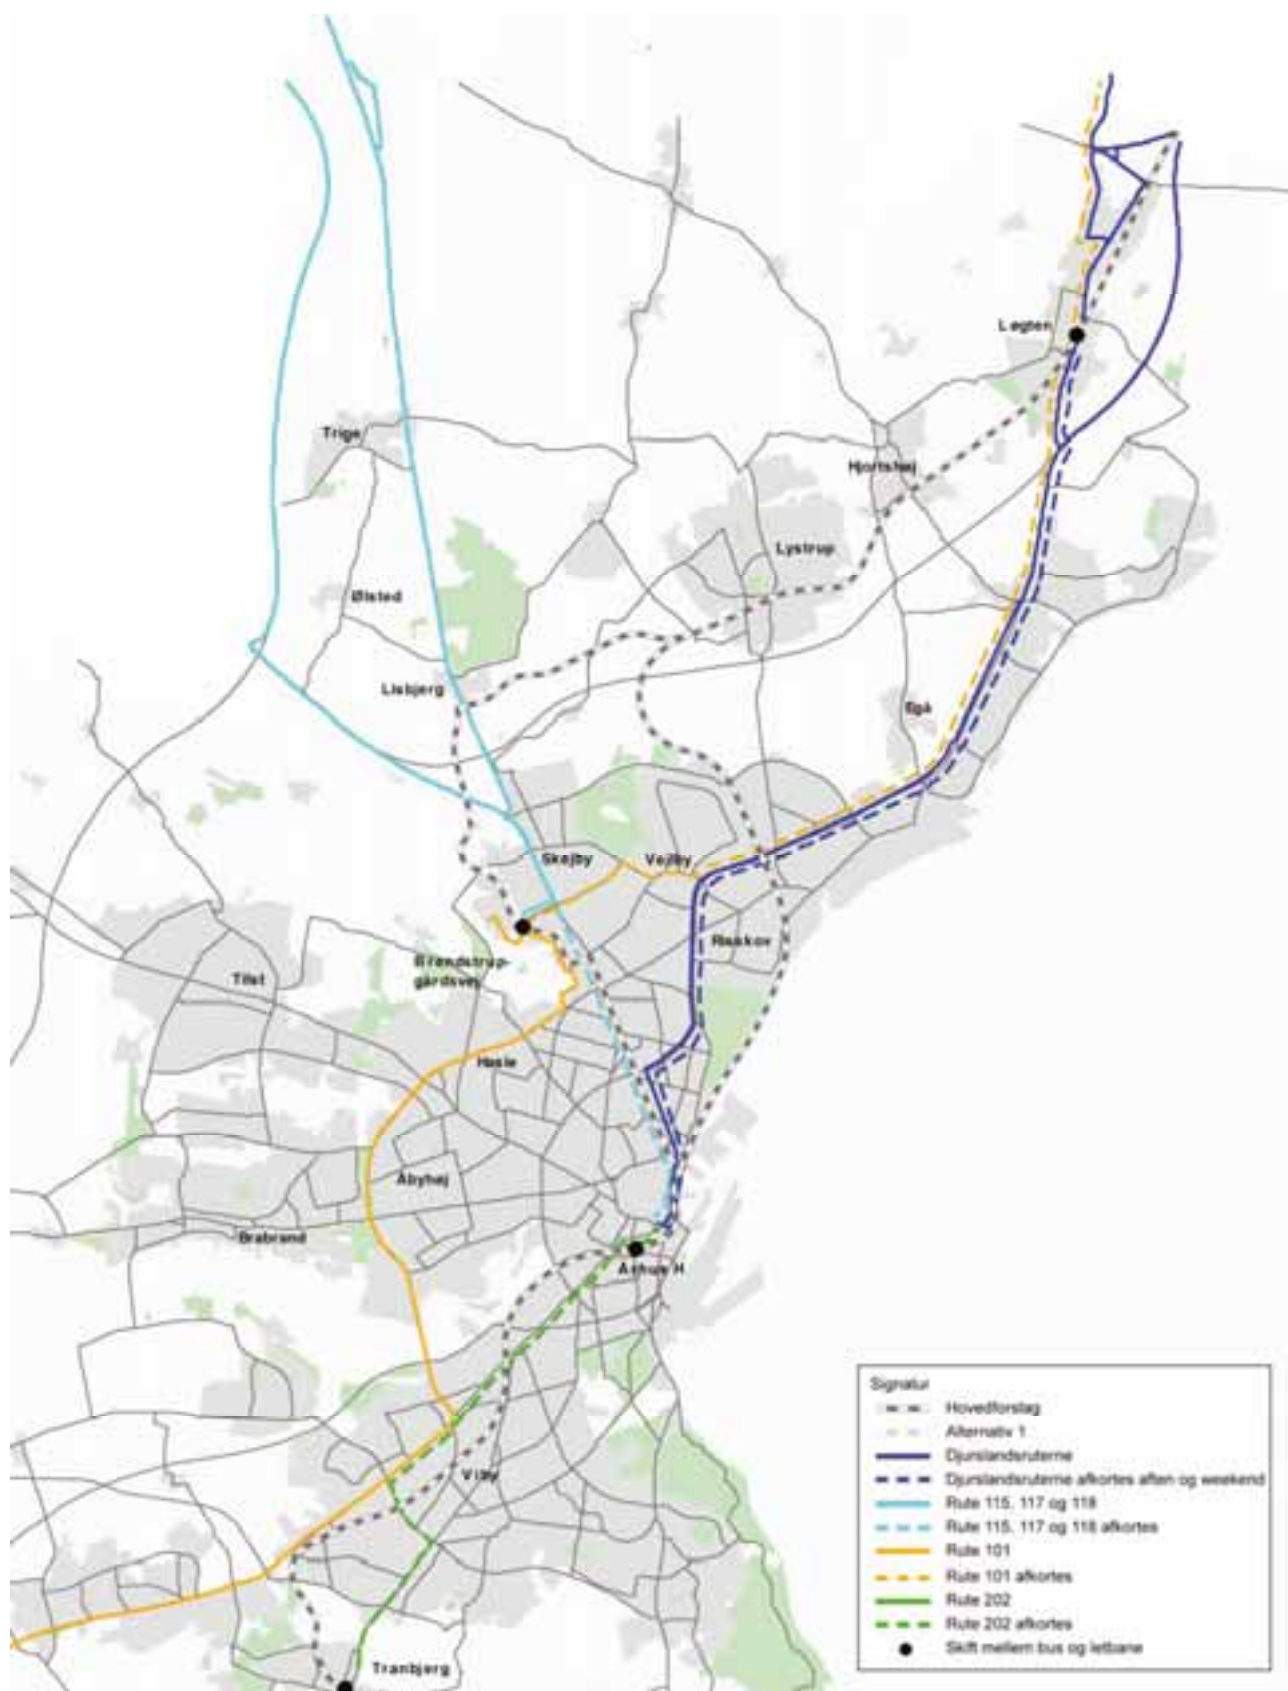 Løgten
Trige
Hjortshøj
Lystrup
Ølsted
Lisbjerg
Egå
Skejby
Vejlby
Risskov
Brendstrup-
gårdsvej
Tilst
Hasle
Åbyhøj
Brabrand
Århus H
Viby
Tranbjerg
Signatur
Hovedforslag
Alternativ 1
Djurslandsruterne
Djurslandsruterne afkortes aften og weekend
Rute 115, 117 og 118
Rute 115, 117 og 118 afkortes
Rute 101
Rute 101 afkortes
Rute 202
Rute 202 afkortes
Skift mellem bus og letbane